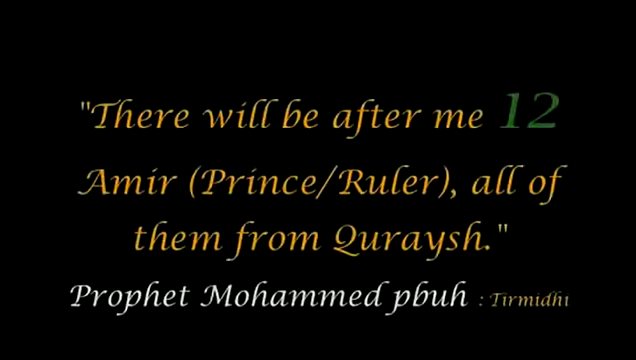 "There will be after me 12
Amir (Prince/Ruler), all of
them from Quraysh."
Prophet Mohammed pbuh : Tirmidhi